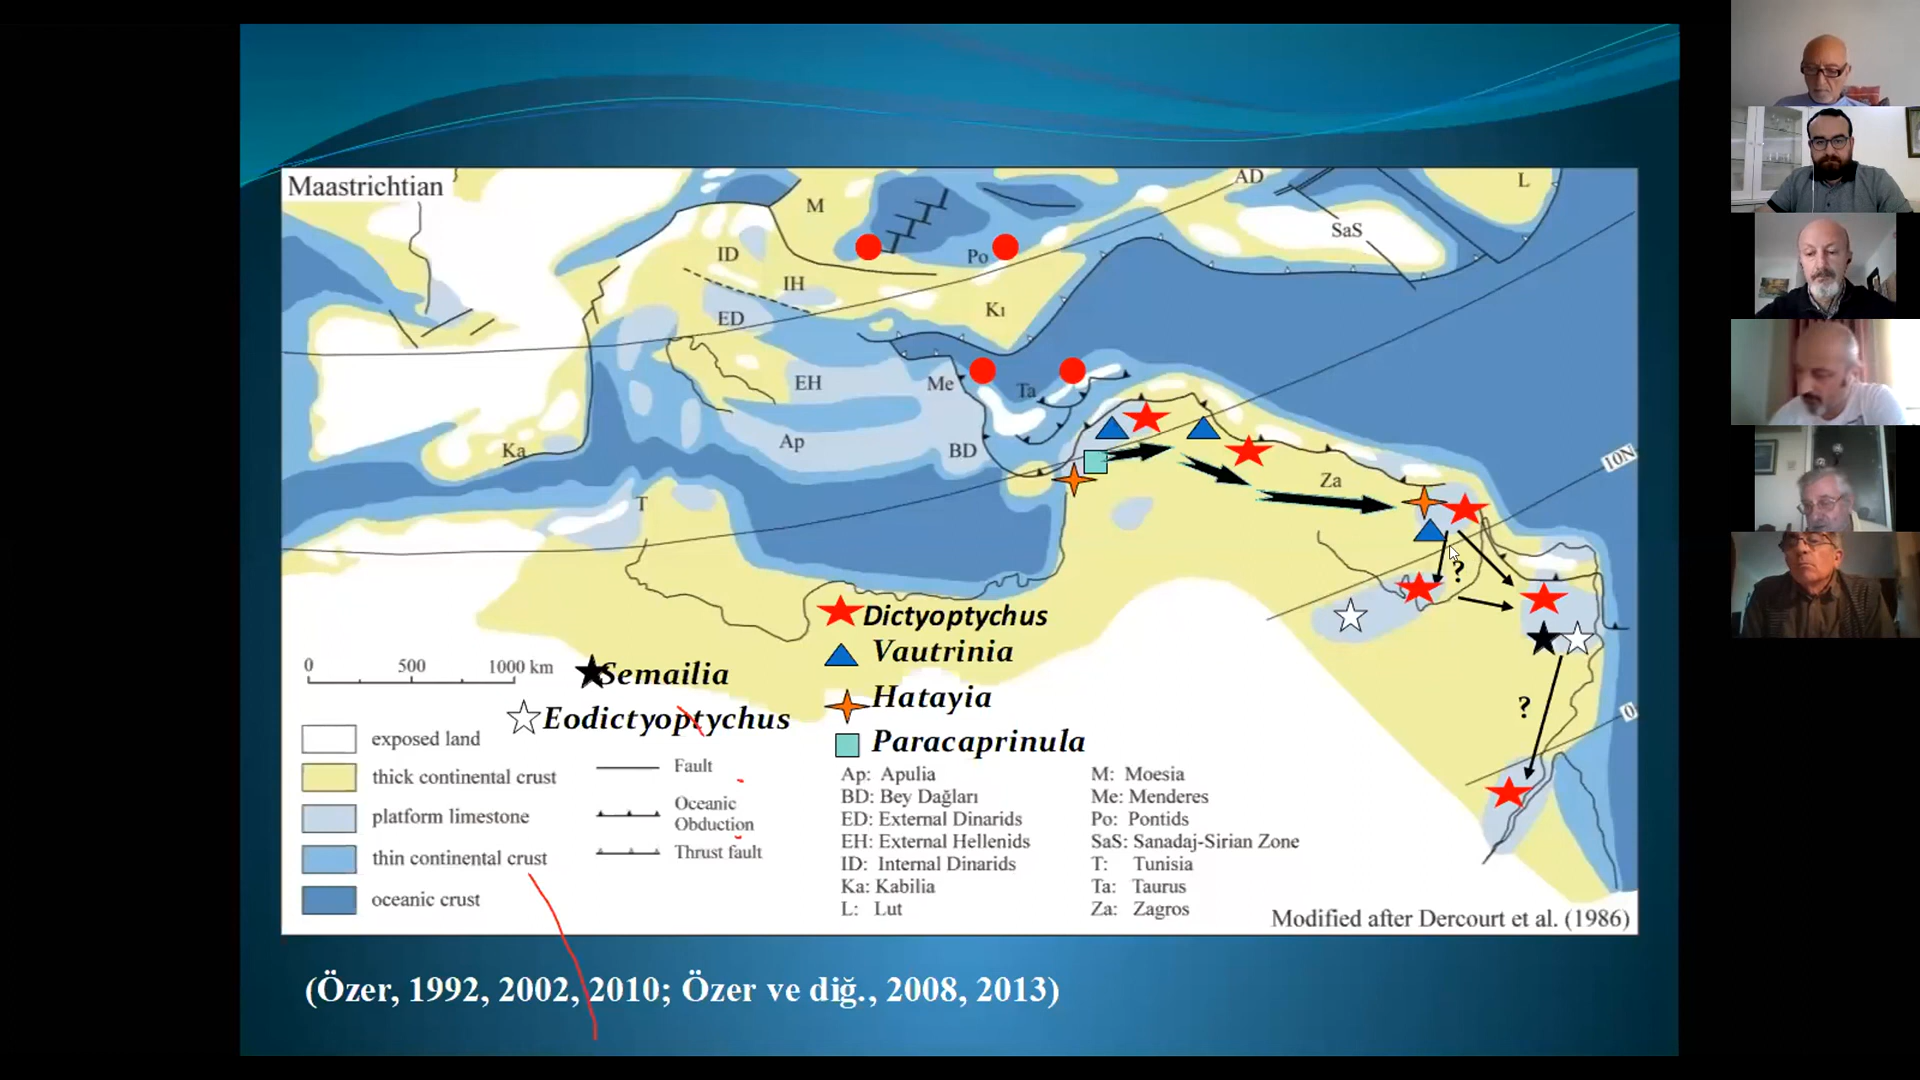 Maastrichtian
AD
L
M
SaS
ID
Po
IH
Kı
ED
EH
Me
Ta
Ap
BD
Ka
Za
10N
T
?
Dictyoptychus
Vautrinia
0 500 1000 km
Semailia
Hatayia
?
0
Eodictyoptychus
Paracaprinula
exposed land
thick continental crust
platform limestone
thin continental crust
oceanic crust
Fault
Oceanic
Obduction
Thrust fault
Ap: Apulia
BD: Bey Dağları
ED: External Dinarids
EH: External Hellenids
ID: Internal Dinarids
Ka: Kabilia
L: Lut
M: Moesia
Me: Menderes
Po: Pontids
SaS: Sanadaj-Sirian Zone
T: Tunisia
Ta: Taurus
Za: Zagros
Modified after Dercourt et al. (1986)
(Özer, 1992, 2002, 2010; Özer ve diğ., 2008, 2013)